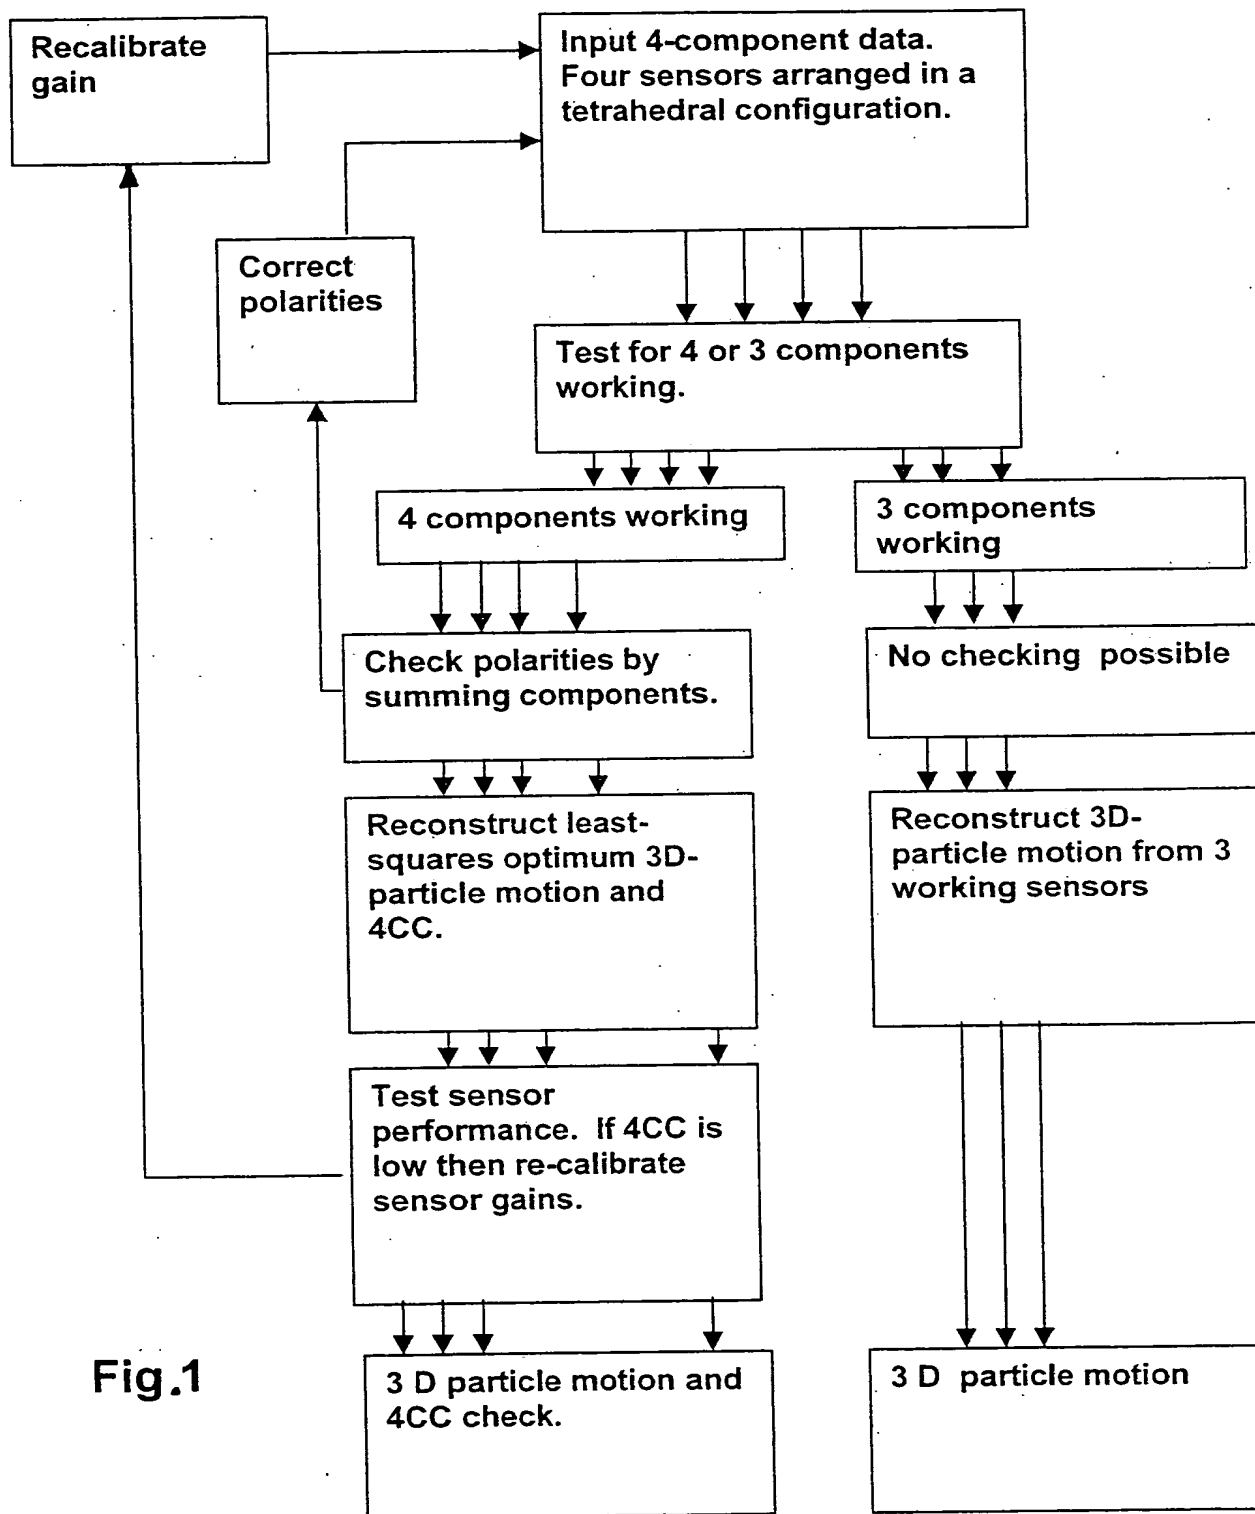 Recalibrate
gain
Input 4-component data.
Four sensors arranged in a
tetrahedral configuration.
Correct
polarities
Test for 4 or 3 components
working.
4 components working
3 components
working
Check polarities by
summing components.
No checking possible
Reconstruct least-
squares optimum 3D-
particle motion and
4CC.
Reconstruct 3D-
particle motion from 3
working sensors
Test sensor
performance. If 4CC is
low then re-calibrate
sensor gains.
3 D particle motion and
4CC check.
3 D particle motion
Fig.1